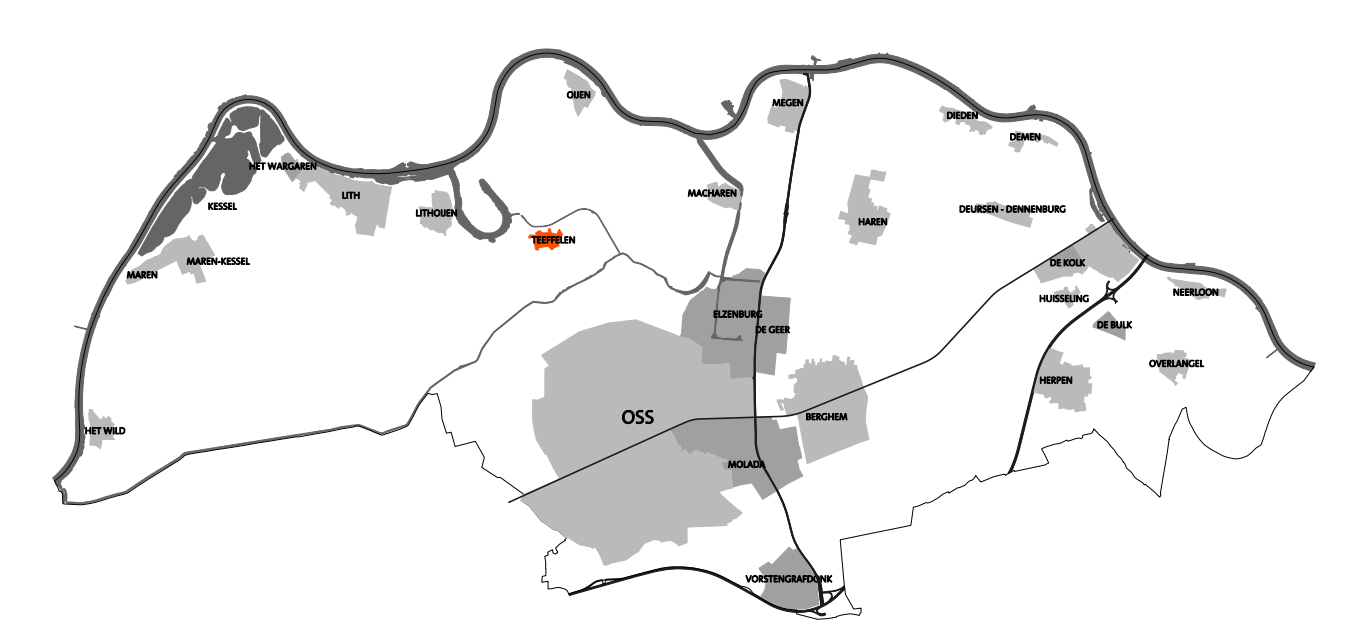 OIJEN
MEGEN
DIEDEN
DEMEN
HET WARGAREN
LITH
MACHAREN
KESSEL
LITHOIJEN
DEURSEN - DENNENBURG
HAREN
TEEFFELEN
MAREN-KESSEL
DE KOLK
MAREN
NEERLOON
HUISSELING
ELZENBURG
DE GEER
DE BULK
OVERLANGEL
HERPEN
OSS
BERGHEM
HET WILD
MOLADA
VORSTENGRAFDONK